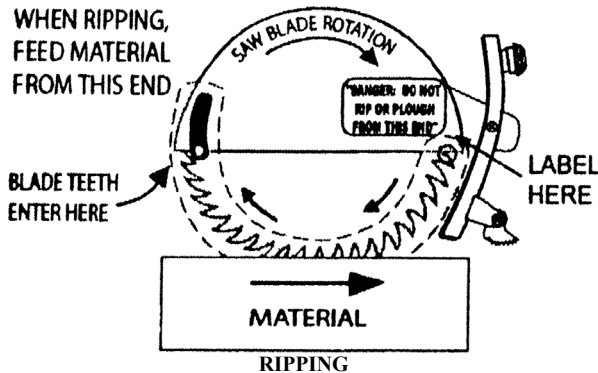 WHEN RIPPING,
FEED MATERIAL
FROM THIS END
SAW BLADE ROTATION
"DANGER: DO NOT
RIP OR PLOUGH
FROM THIS END"
LABEL
HERE
BLADE TEETH
ENTER HERE
MATERIAL
RIPPING